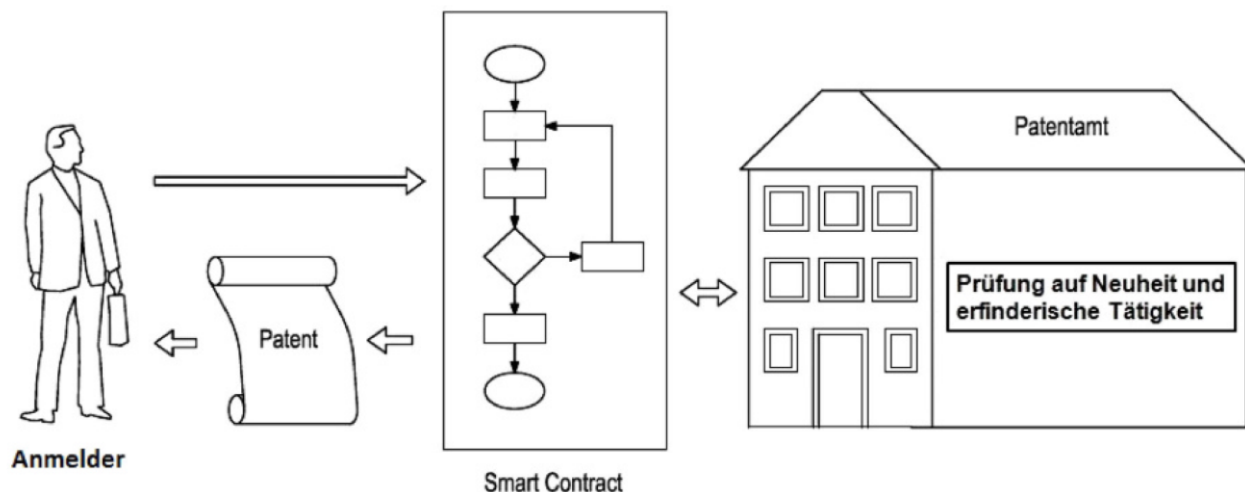 Patentamt
Prüfung auf Neuheit und
erfinderische Tätigkeit
Patent
Anmelder
Smart Contract